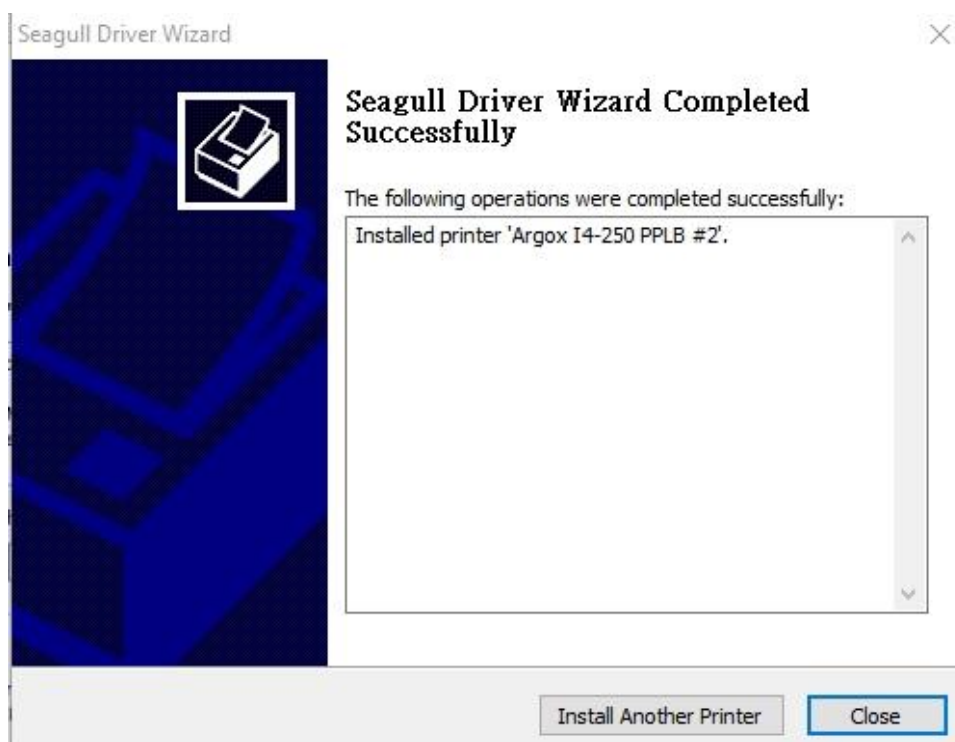 Seagull Driver Wizard
Seagull Driver Wizard Completed
Successfully
The following operations were completed successfully:
Installed printer 'Argox I4-250 PPLB #2'.
Install Another Printer
Close